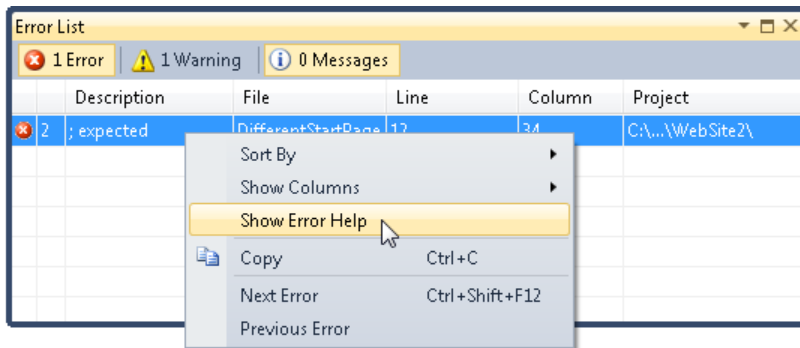 Error List
1 Error 1 Warning 0 Messages
Description File Line Column Project
2 ; expected DifferentStartPage 12 34 C:\...\WebSite2\
Sort By
Show Columns
Show Error Help
Copy Ctrl+C
Next Error Ctrl+Shift+F12
Previous Error